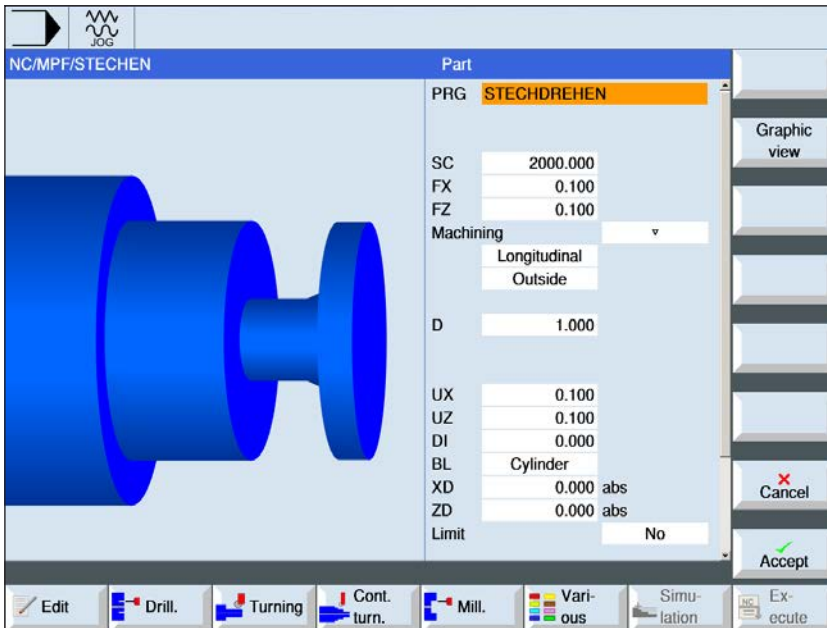 JOG
NC/MPF/STECHEN
Part
PRG STECHDREHEN
Graphic
view
SC 2000.000
FX 0.100
FZ 0.100
Machining ▿
Longitudinal
Outside
D 1.000
UX 0.100
UZ 0.100
DI 0.000
BL Cylinder
XD 0.000 abs
ZD 0.000 abs
Limit No
Cancel
Accept
Edit
Drill.
Turning
Cont.
turn.
Mill.
Vari-
ous
Simu-
lation
NC
Ex-
ecute